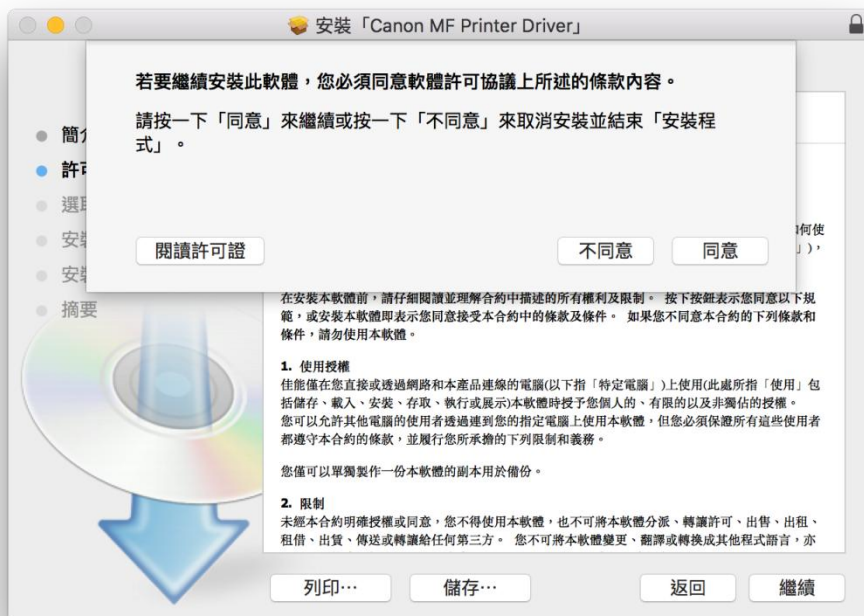 安裝「Canon MF Printer Driver」
若要繼續安裝此軟體，您必須同意軟體許可協議上所述的條款內容。
請按一下「同意」來繼續或按一下「不同意」來取消安裝並結束「安裝程
式」。
閱讀許可證
不同意
同意
簡
許
選
安
安
摘要
何使
」)，
在安裝本軟體前，請仔細閱讀並理解合約中描述的所有權利及限制。 按下按鈕表示您同意以下規
範，或安裝本軟體即表示您同意接受本合約中的條款及條件。 如果您不同意本合約的下列條款和
條件，請勿使用本軟體。
1. 使用授權
佳能僅在您直接或透過網路和本產品連線的電腦(以下指「特定電腦」)上使用(此處所指「使用」包
括儲存、載入、安裝、存取、執行或展示)本軟體時授予您個人的、有限的以及非獨佔的授權。
您可以允許其他電腦的使用者透過連到您的指定電腦上使用本軟體，但您必須保證所有這些使用者
都遵守本合約的條款，並履行您所承擔的下列限制和義務。
您僅可以單獨製作一份本軟體的副本用於備份。
2. 限制
未經本合約明確授權或同意，您不得使用本軟體，也不可將本軟體分派、轉讓許可、出售、出租、
租借、出賃、傳送或轉讓給任何第三方。 您不可將本軟體變更、翻譯或轉換成其他程式語言，亦
列印⋯
儲存⋯
返回
繼續